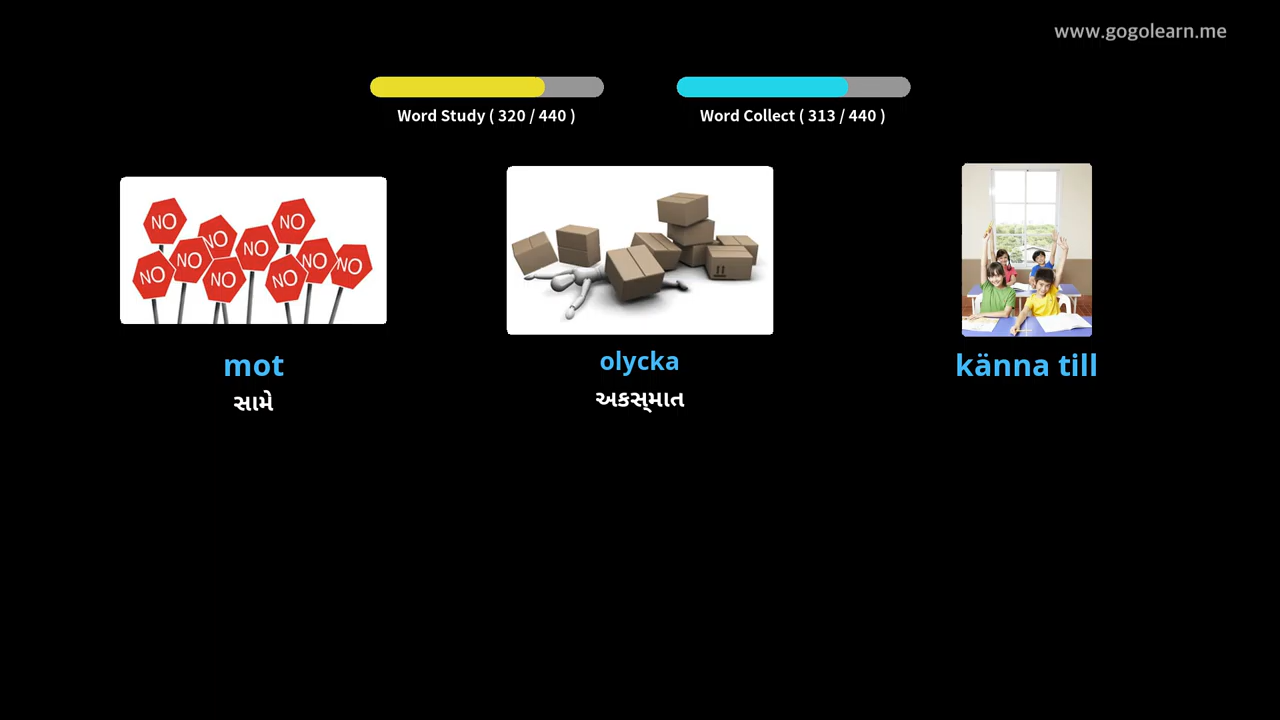 www.gogolearn.me
Word Study ( 320 / 440 )
Word Collect ( 313 / 440 )
NO
NO
NO
NO
NO
NO
NO
NO
NO
mot
સામે
olycka
અકસ્માત
känna till